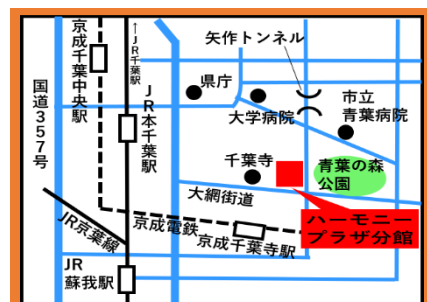 京成千葉中央駅
←JR千葉駅
国道357号
JR本千葉駅
県庁
矢作トンネル
大学病院
市立
青葉病院
千葉寺
青葉の森
公園
大網街道
ハーモニー
プラザ分館
JR京葉線
京成電鉄
京成千葉寺駅
JR
蘇我駅